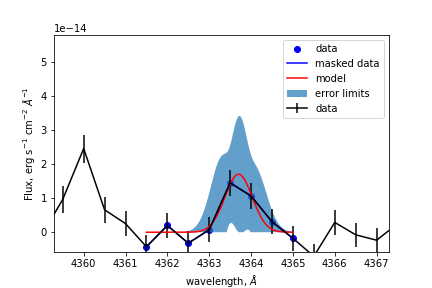 1e−14
data
masked data
model
error limits
data
5
4
3
2
1
0
Flux, erg s⁻¹ cm⁻² Å⁻¹
4360 4361 4362 4363 4364 4365 4366 4367
wavelength, Å